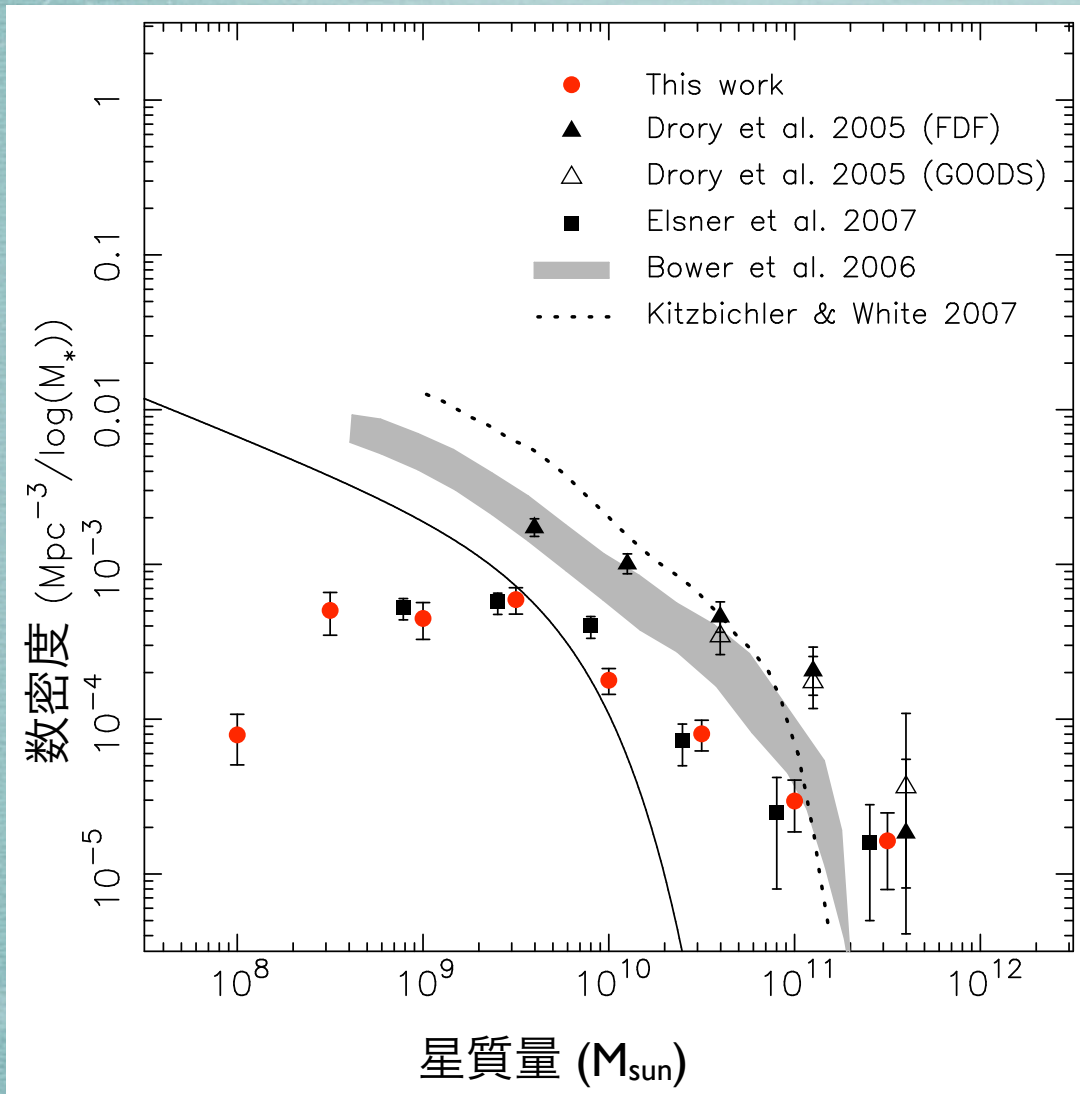 This work
Drory et al. 2005 (FDF)
Drory et al. 2005 (GOODS)
Elsner et al. 2007
Bower et al. 2006
Kitzbichler & White 2007
1
0.1
0.01
10⁻³
10⁻⁴
10⁻⁵
数密度 (Mpc⁻³/log(M*))
10⁸ 10⁹ 10¹⁰ 10¹¹ 10¹²
星質量 (Msun)